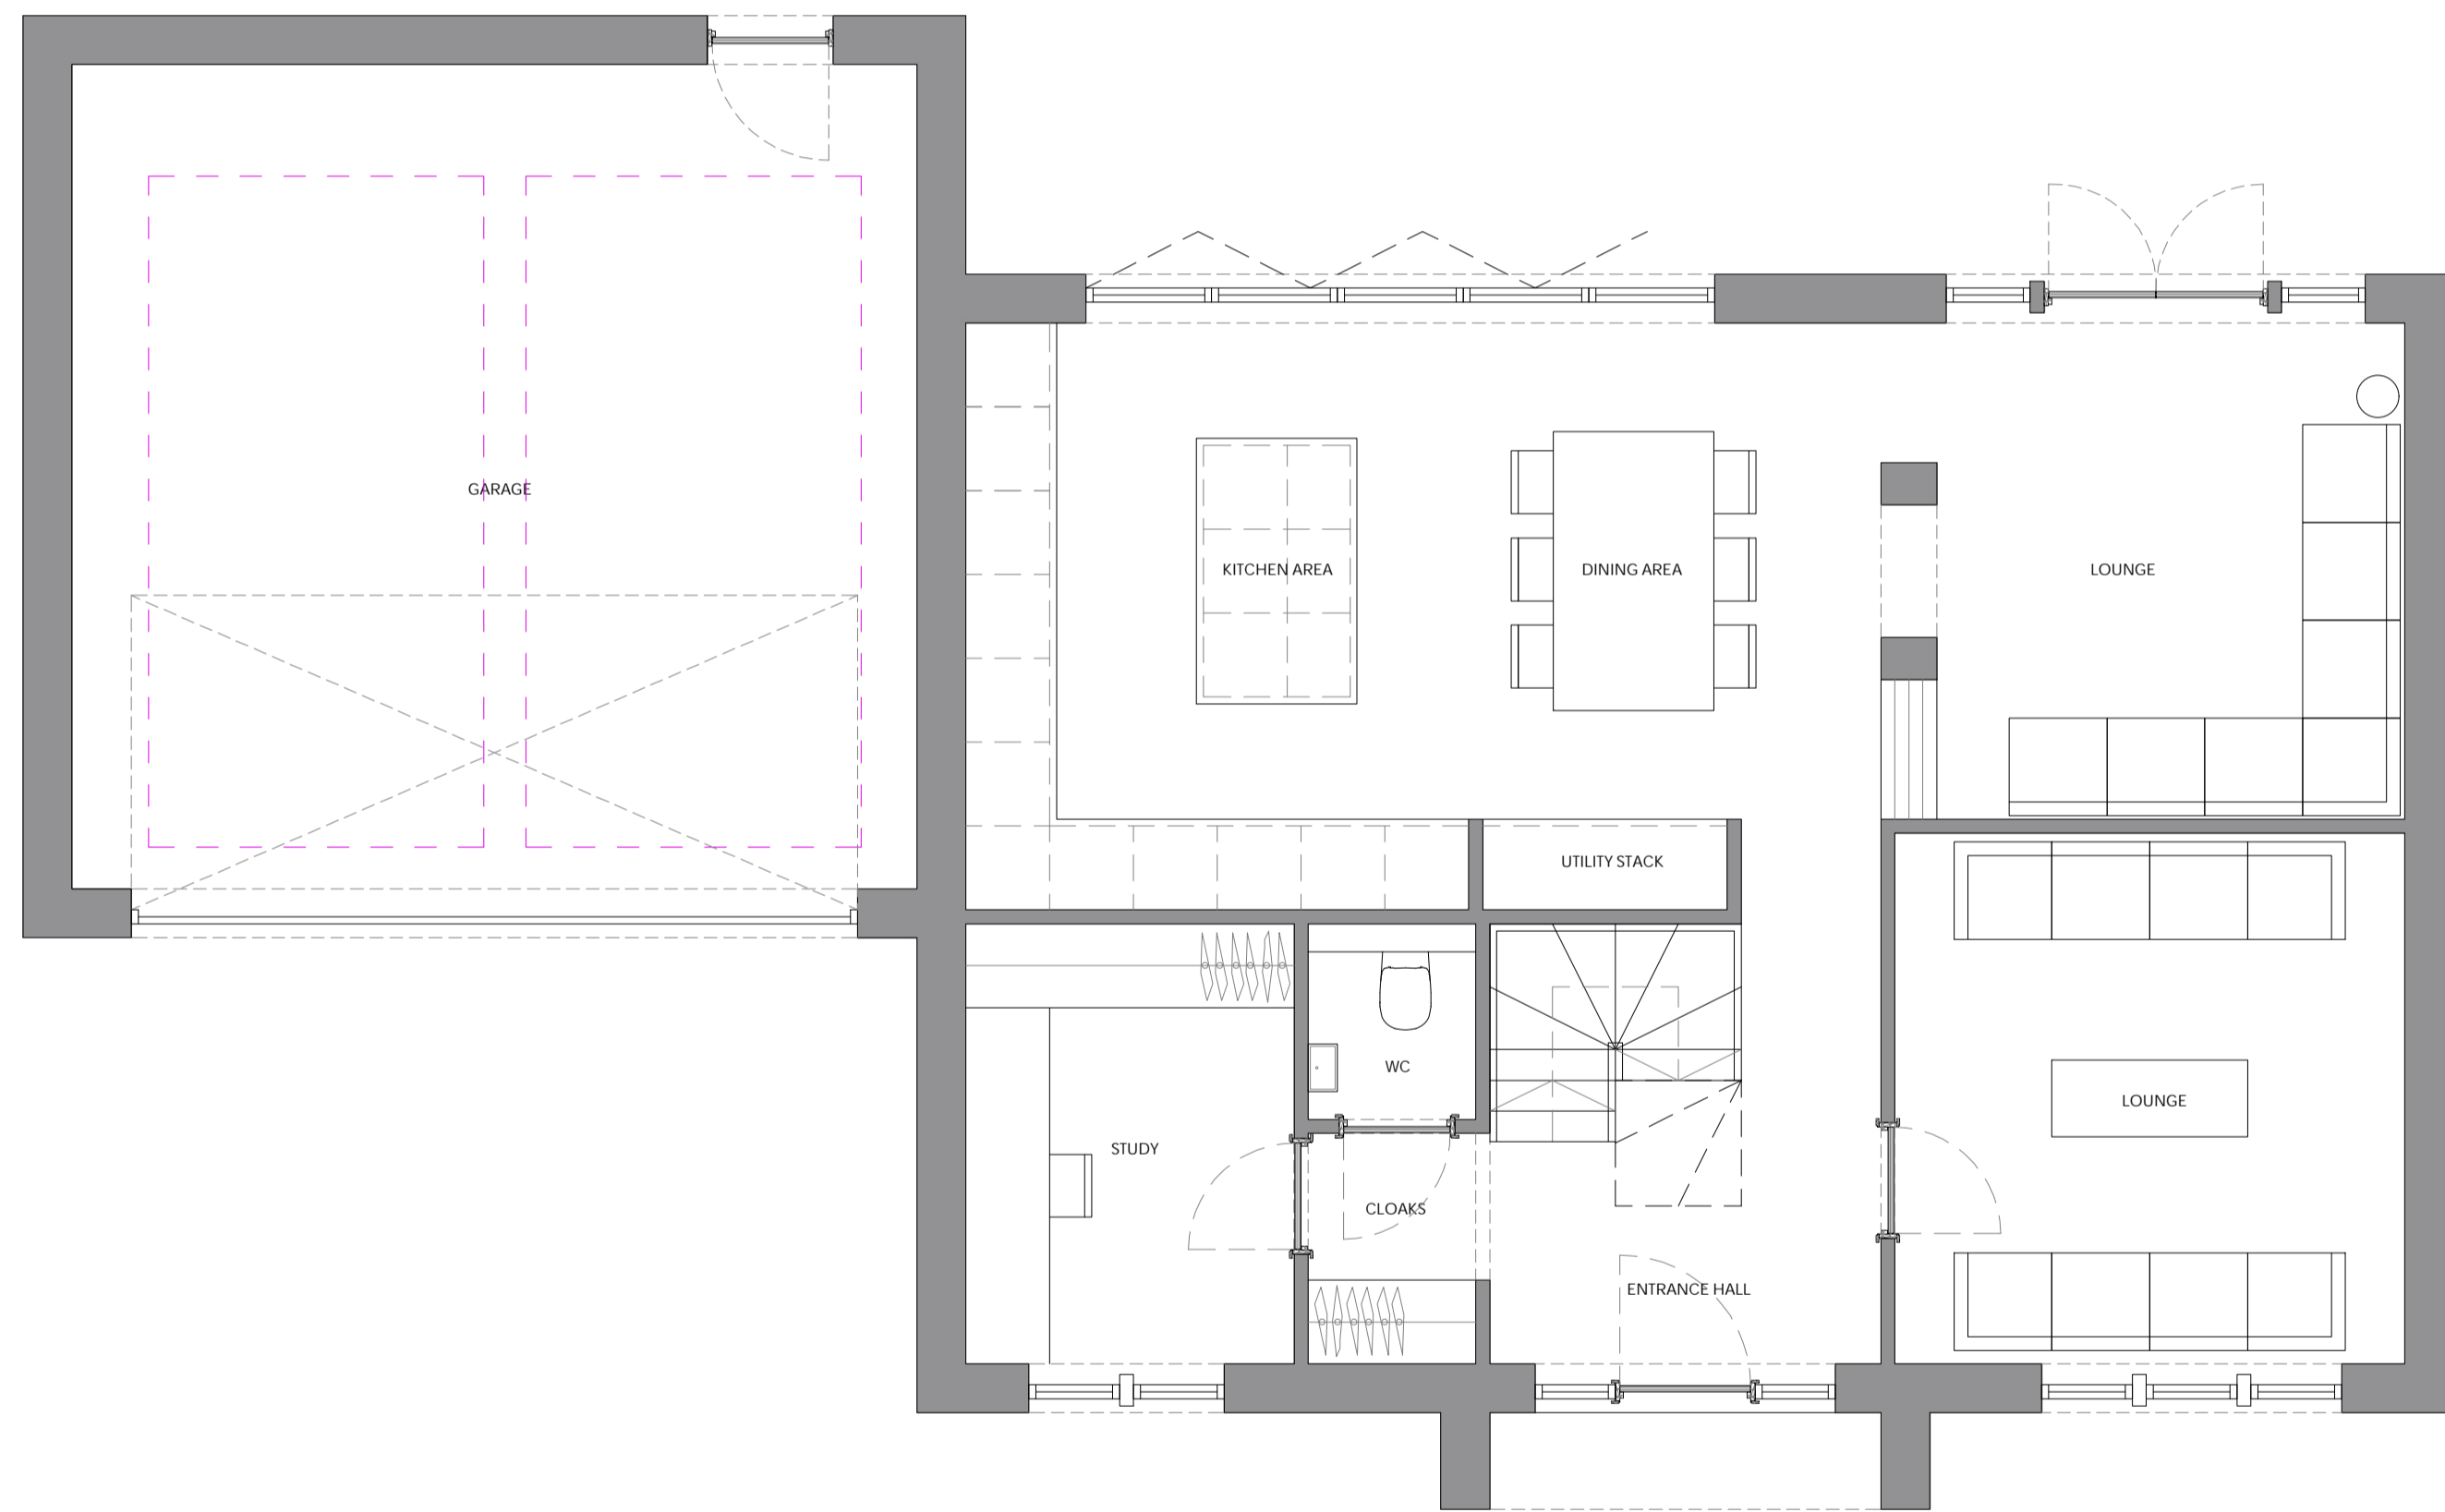 GARAGE
KITCHEN AREA
DINING AREA
LOUNGE
UTILITY STACK
WC
LOUNGE
STUDY
CLOAKS
ENTRANCE HALL